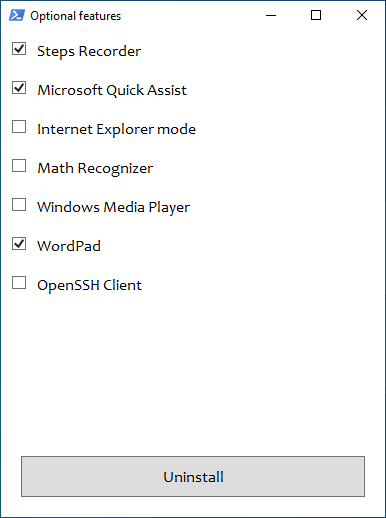 Optional features
Steps Recorder
Microsoft Quick Assist
Internet Explorer mode
Math Recognizer
Windows Media Player
WordPad
OpenSSH Client
Uninstall